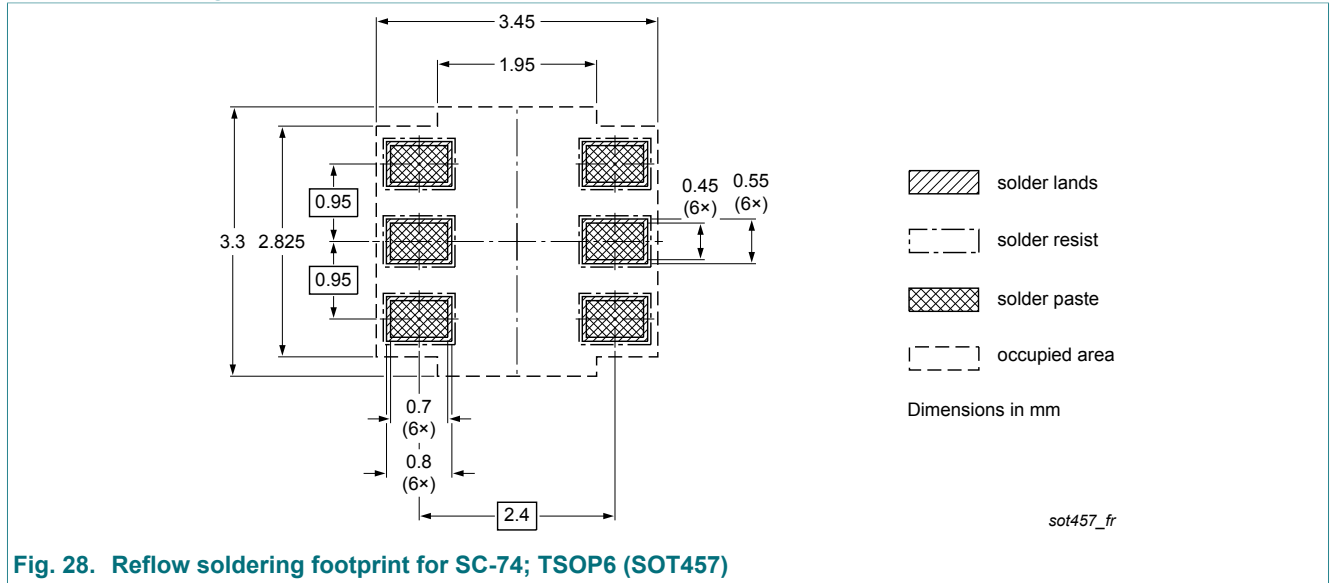 3.45
1.95
0.95
0.45
(6×)
0.55
(6×)
3.3
2.825
0.95
0.7
(6×)
0.8
(6×)
2.4
solder lands
solder resist
solder paste
occupied area
Dimensions in mm
sot457_fr
Fig. 28. Reflow soldering footprint for SC-74; TSOP6 (SOT457)